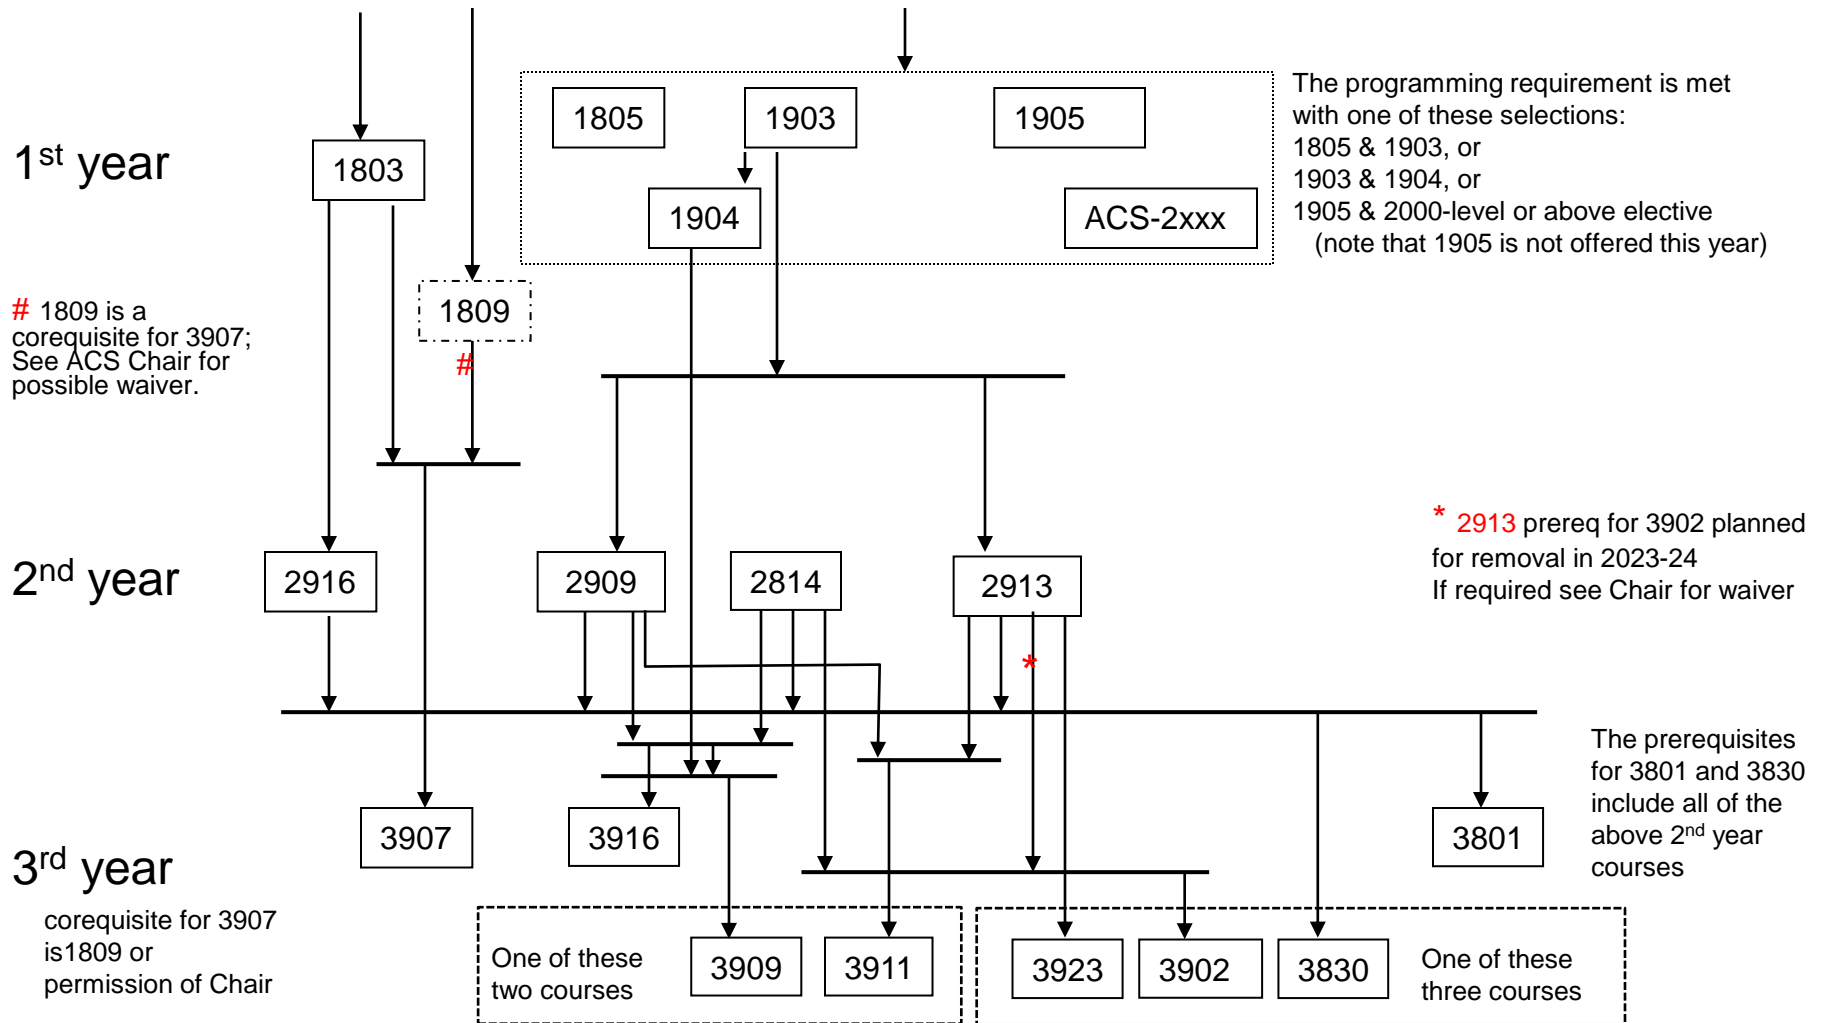 1805
1903
1905
The programming requirement is met
with one of these selections:
1805 & 1903, or
1903 & 1904, or
1905 & 2000-level or above elective
(note that 1905 is not offered this year)
1st year
1803
1904
ACS-2xxx
# 1809 is a
corequisite for 3907;
See ACS Chair for
possible waiver.
1809
#
* 2913 prereq for 3902 planned
for removal in 2023-24
If required see Chair for waiver
2nd year
2916
2909
2814
2913
*
The prerequisites
for 3801 and 3830
include all of the
above 2nd year
courses
3907
3916
3801
3rd year
corequisite for 3907
is1809 or
permission of Chair
One of these
two courses
3909
3911
3923
3902
3830
One of these
three courses